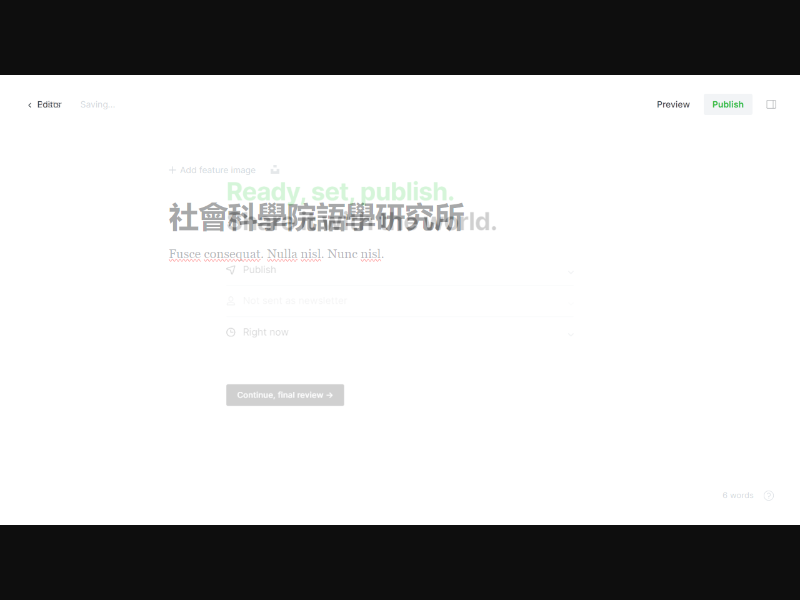 Editor
Saving...
Preview
Publish
Add feature image
Ready, set, publish.
社會科學院語學研究所
the world.
Fusce consequat. Nulla nisl. Nunc nisl.
Publish
Not sent as newsletter
Right now
Continue, final review →
6 words